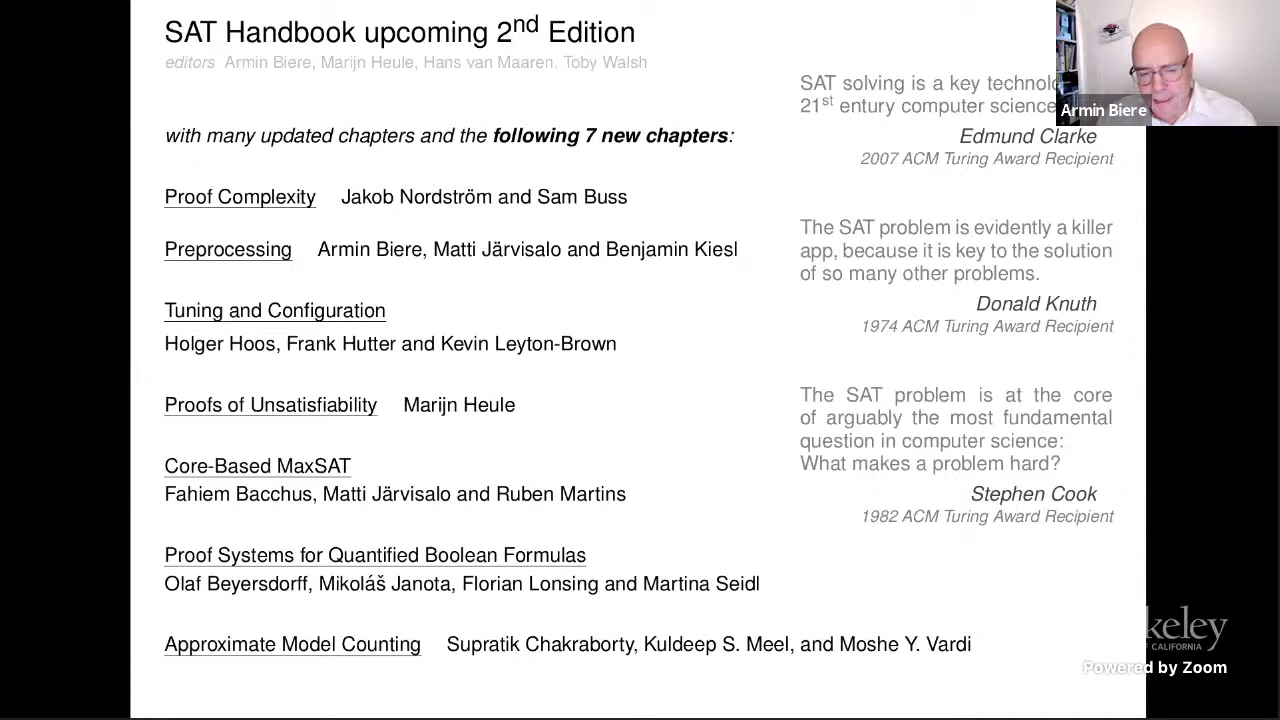 SAT Handbook upcoming 2nd Edition
editors Armin Biere, Marijn Heule, Hans van Maaren, Toby Walsh
with many updated chapters and the following 7 new chapters:
Proof Complexity Jakob Nordström and Sam Buss
Preprocessing Armin Biere, Matti Järvisalo and Benjamin Kiesl
Tuning and Configuration
Holger Hoos, Frank Hutter and Kevin Leyton-Brown
Proofs of Unsatisfiability Marijn Heule
Core-Based MaxSAT
Fahiem Bacchus, Matti Järvisalo and Ruben Martins
Proof Systems for Quantified Boolean Formulas
Olaf Beyersdorff, Mikoláš Janota, Florian Lonsing and Martina Seidl
Approximate Model Counting Supratik Chakraborty, Kuldeep S. Meel, and Moshe Y. Vardi
SAT solving is a key
21st entury computer science
Edmund Clarke
2007 ACM Turing Award Recipient
The SAT problem is evidently a killer
app, because it is key to the solution
of so many other problems.
Donald Knuth
1974 ACM Turing Award Recipient
The SAT problem is at the core
of arguably the most fundamental
question in computer science:
What makes a problem hard?
Stephen Cook
1982 ACM Turing Award Recipient
Armin Biere
keley
OF CALIFORNIA
Powered by Zoom